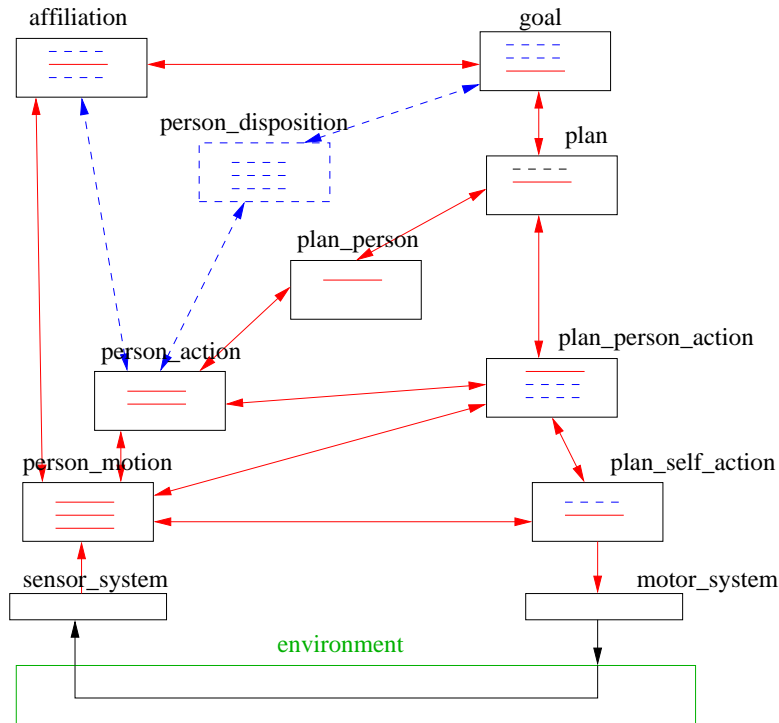 affiliation
goal
person_disposition
plan
plan_person
person_action
plan_person_action
person_motion
plan_self_action
sensor_system
motor_system
environment